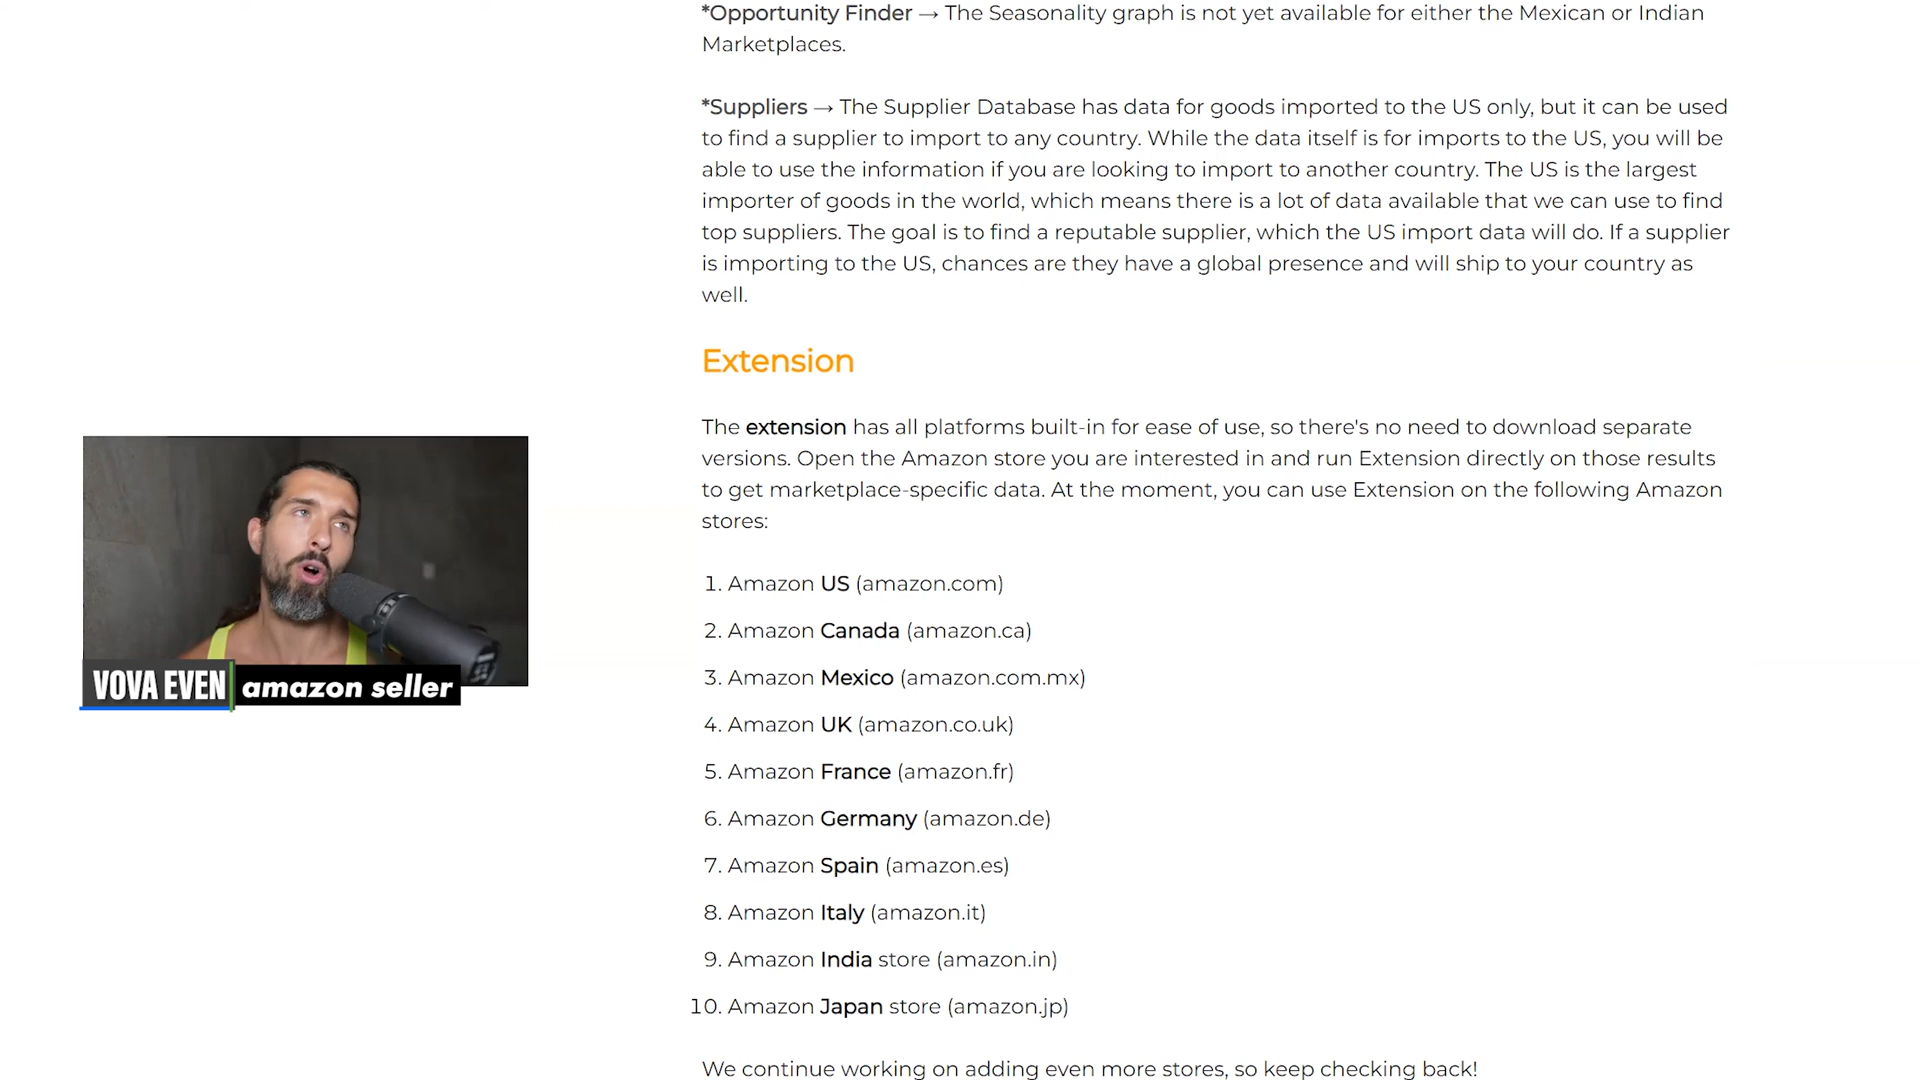 *Opportunity Finder → The Seasonality graph is not yet available for either the Mexican or Indian
Marketplaces.
*Suppliers → The Supplier Database has data for goods imported to the US only, but it can be used
to find a supplier to import to any country. While the data itself is for imports to the US, you will be
able to use the information if you are looking to import to another country. The US is the largest
importer of goods in the world, which means there is a lot of data available that we can use to find
top suppliers. The goal is to find a reputable supplier, which the US import data will do. If a supplier
is importing to the US, chances are they have a global presence and will ship to your country as
well.
Extension
The extension has all platforms built-in for ease of use, so there's no need to download separate
versions. Open the Amazon store you are interested in and run Extension directly on those results
to get marketplace-specific data. At the moment, you can use Extension on the following Amazon
stores:
1. Amazon US (amazon.com)
2. Amazon Canada (amazon.ca)
3. Amazon Mexico (amazon.com.mx)
4. Amazon UK (amazon.co.uk)
5. Amazon France (amazon.fr)
6. Amazon Germany (amazon.de)
7. Amazon Spain (amazon.es)
8. Amazon Italy (amazon.it)
9. Amazon India store (amazon.in)
10. Amazon Japan store (amazon.jp)
We continue working on adding even more stores, so keep checking back!
VOVA EVEN amazon seller